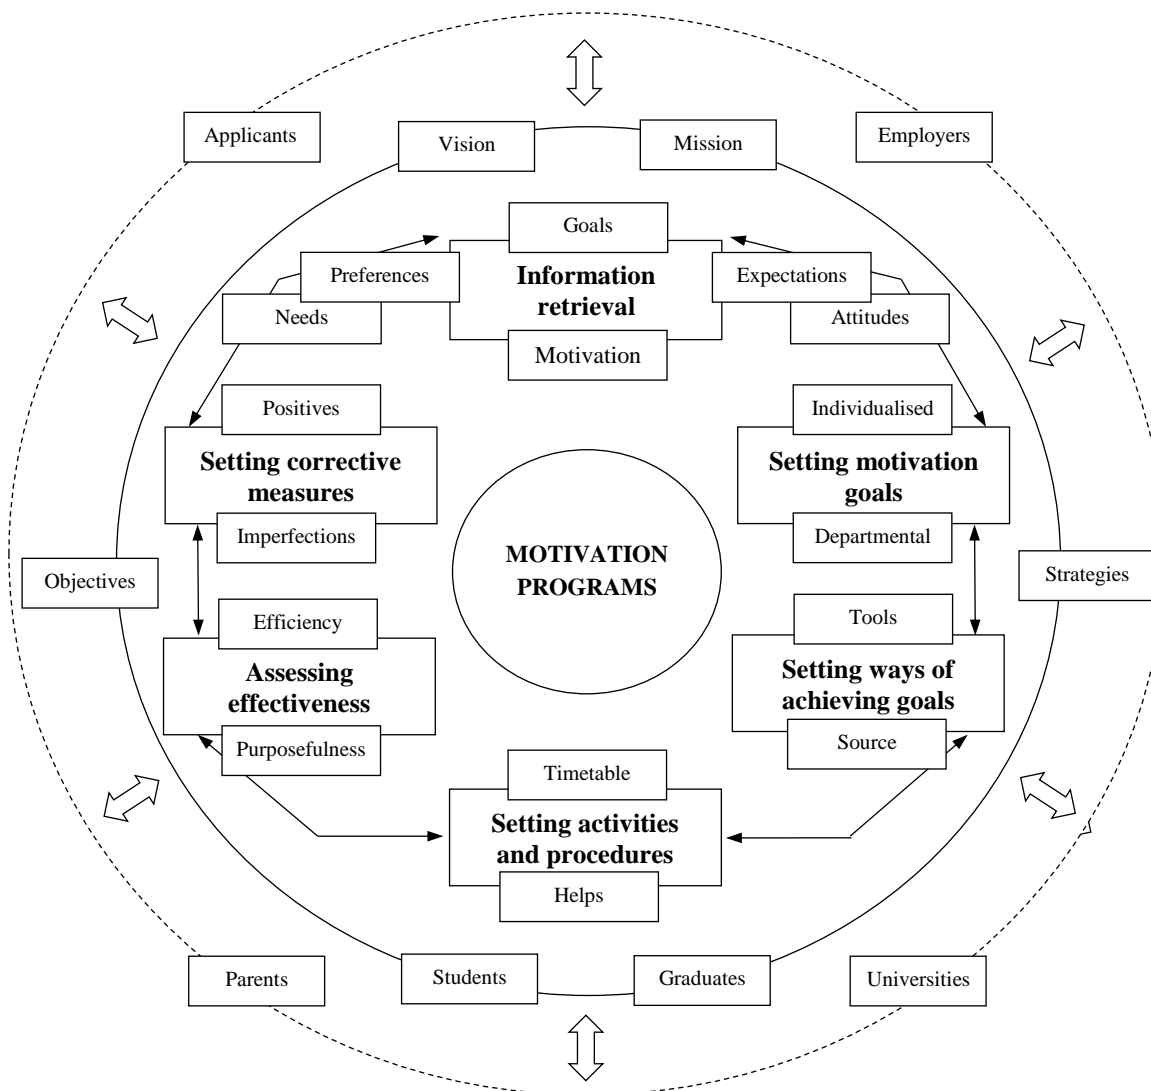 Applicants
Employers
Vision
Mission
Goals
Preferences
Information
retrieval
Expectations
Needs
Attitudes
Motivation
Positives
Individualised
Setting corrective
measures
Setting motivation
goals
Imperfections
Departmental
MOTIVATION
PROGRAMS
Objectives
Strategies
Efficiency
Tools
Assessing
effectiveness
Setting ways of
achieving goals
Purposefulness
Source
Timetable
Setting activities
and procedures
Helps
Parents
Students
Graduates
Universities